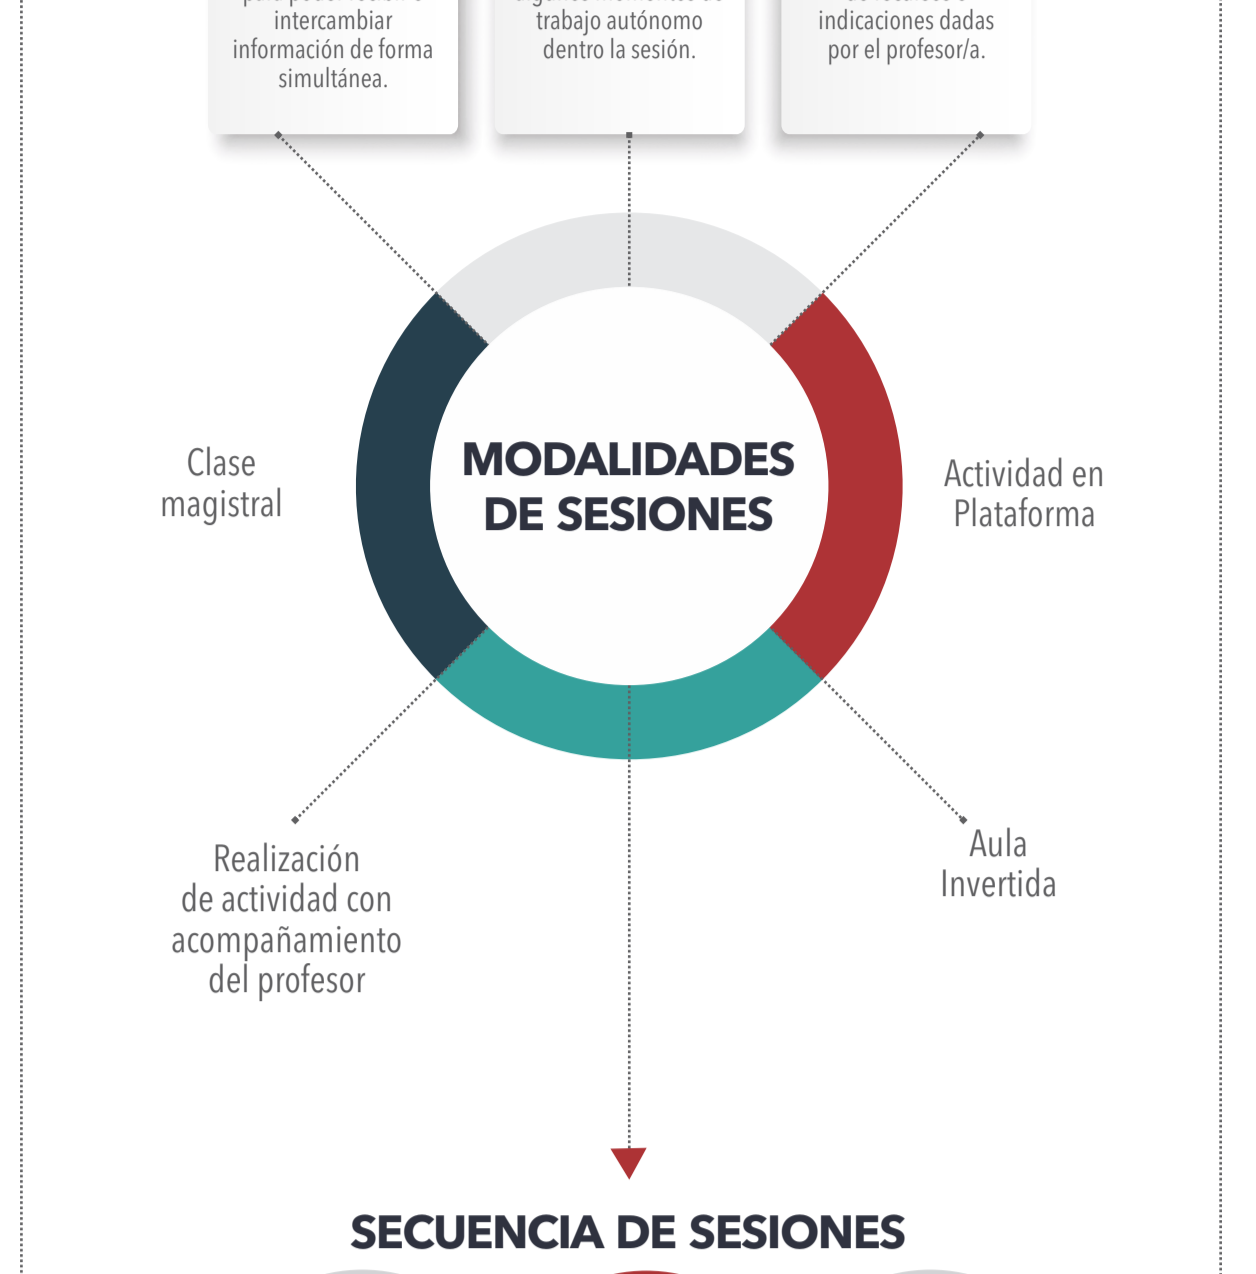 intercambiar
información de forma
simultánea.
trabajo autónomo
dentro la sesión.
indicaciones dadas
por el profesor/a.
MODALIDADES
DE SESIONES
Clase
magistral
Actividad en
Plataforma
Realización
de actividad con
acompañamiento
del profesor
Aula
Invertida
SECUENCIA DE SESIONES